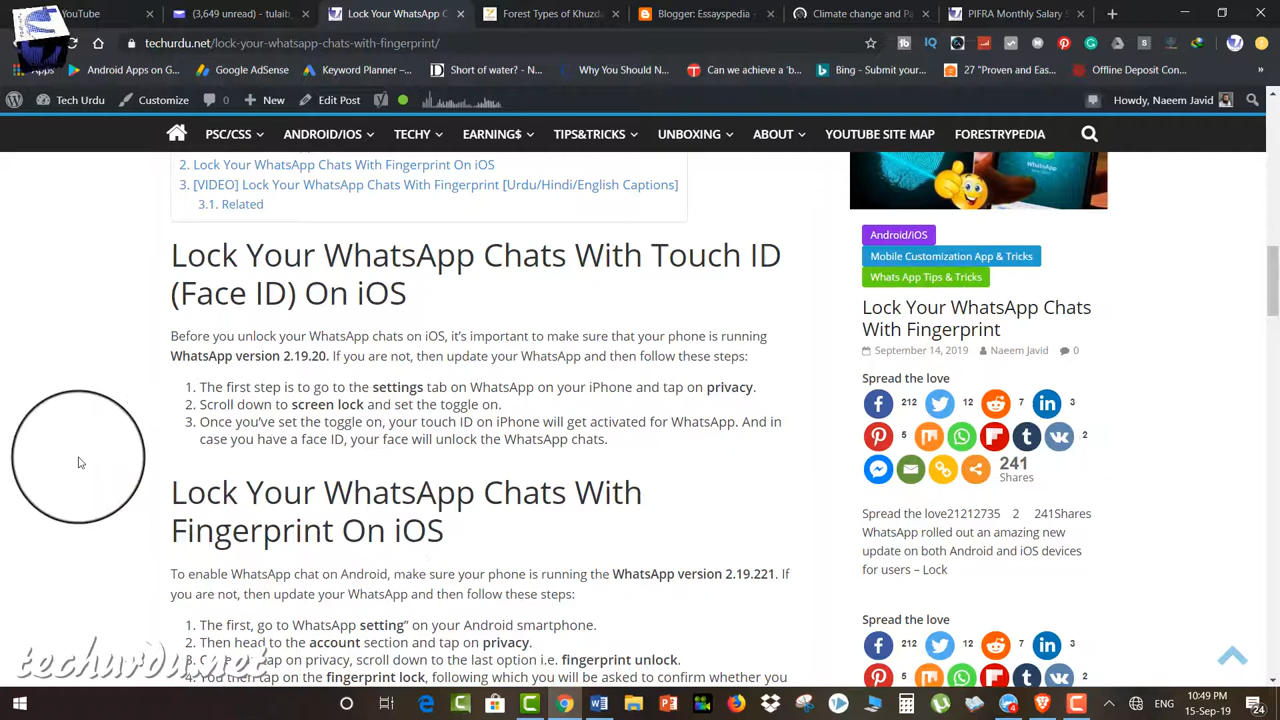 YouTube
(3,649 unread) - tulaib
Lock Your WhatsApp C
Forest Types of Khuzd
Blogger: Essa
Climate change and
PIFRA Monthly Salary S
techurdu.net/lock-your-whatsapp-chats-with-fingerprint/
Apps
Android Apps on G...
Google AdSense
Keyword Planner –...
Short of water? - N...
Why You Should N...
Can we achieve a 'b...
Bing - Submit your...
27 "Proven and Eas...
Offline Deposit Con...
Tech Urdu
Customize
0
New
Edit Post
Howdy, Naeem Javid
PSC/CSS
ANDROID/IOS
TECHY
EARNING$
TIPS&TRICKS
UNBOXING
ABOUT
YOUTUBE SITE MAP
FORESTRYPEDIA
2. Lock Your WhatsApp Chats With Fingerprint On iOS
3. [VIDEO] Lock Your WhatsApp Chats With Fingerprint [Urdu/Hindi/English Captions]
3.1. Related
Lock Your WhatsApp Chats With Touch ID
(Face ID) On iOS
Before you unlock your WhatsApp chats on iOS, it's important to make sure that your phone is running
WhatsApp version 2.19.20. If you are not, then update your WhatsApp and then follow these steps:
1. The first step is to go to the settings tab on WhatsApp on your iPhone and tap on privacy.
2. Scroll down to screen lock and set the toggle on.
3. Once you've set the toggle on, your touch ID on iPhone will get activated for WhatsApp. And in
case you have a face ID, your face will unlock the WhatsApp chats.
Lock Your WhatsApp Chats With
Fingerprint On iOS
To enable WhatsApp chat on Android, make sure your phone is running the WhatsApp version 2.19.221. If
you are not, then update your WhatsApp and then follow these steps:
1. The first, go to WhatsApp setting" on your Android smartphone.
2. Then head to the account section and tap on privacy.
tap on privacy, scroll down to the last option i.e. fingerprint unlock.
You then tap the fingerprint lock, following which you will be asked to confirm whether you
techurdu.net
WhatsApp
Android/iOS
Mobile Customization App & Tricks
Whats App Tips & Tricks
Lock Your WhatsApp Chats
With Fingerprint
September 14, 2019
Naeem Javid
0
Spread the love
212
12
7
3
5
2
241
Shares
Spread the love21212735 2 241Shares
WhatsApp rolled out an amazing new
update on both Android and iOS devices
for users – Lock
Spread the love
212
12
7
3
5
2
ENG
10:49 PM
15-Sep-19
24